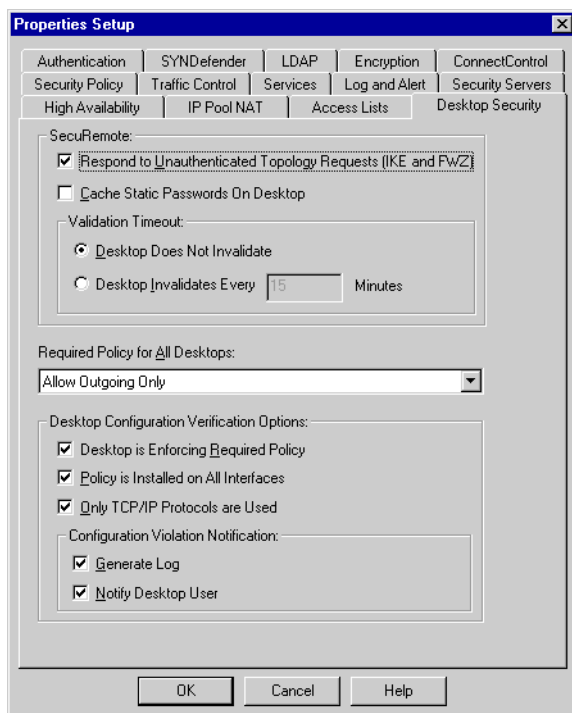 Properties Setup
Authentication SYNDefender LDAP Encryption ConnectControl
Security Policy Traffic Control Services Log and Alert Security Servers
High Availability IP Pool NAT Access Lists Desktop Security
SecuRemote:
Respond to Unauthenticated Topology Requests (IKE and FWZ)
Cache Static Passwords On Desktop
Validation Timeout:
Desktop Does Not Invalidate
Desktop Invalidates Every 15 Minutes
Required Policy for All Desktops:
Allow Outgoing Only
Desktop Configuration Verification Options:
Desktop is Enforcing Required Policy
Policy is Installed on All Interfaces
Only TCP/IP Protocols are Used
Configuration Violation Notification:
Generate Log
Notify Desktop User
OK Cancel Help